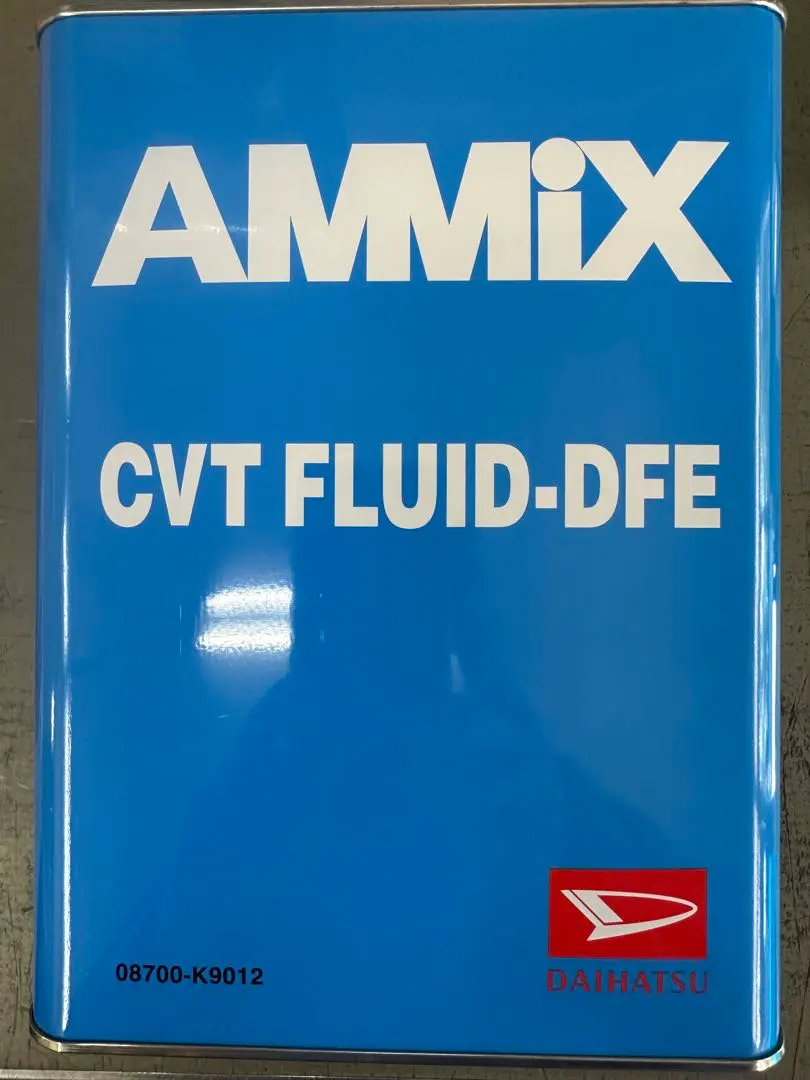 AMMiX
CVT FLUID-DFE
08700-K9012
DAIHATSU